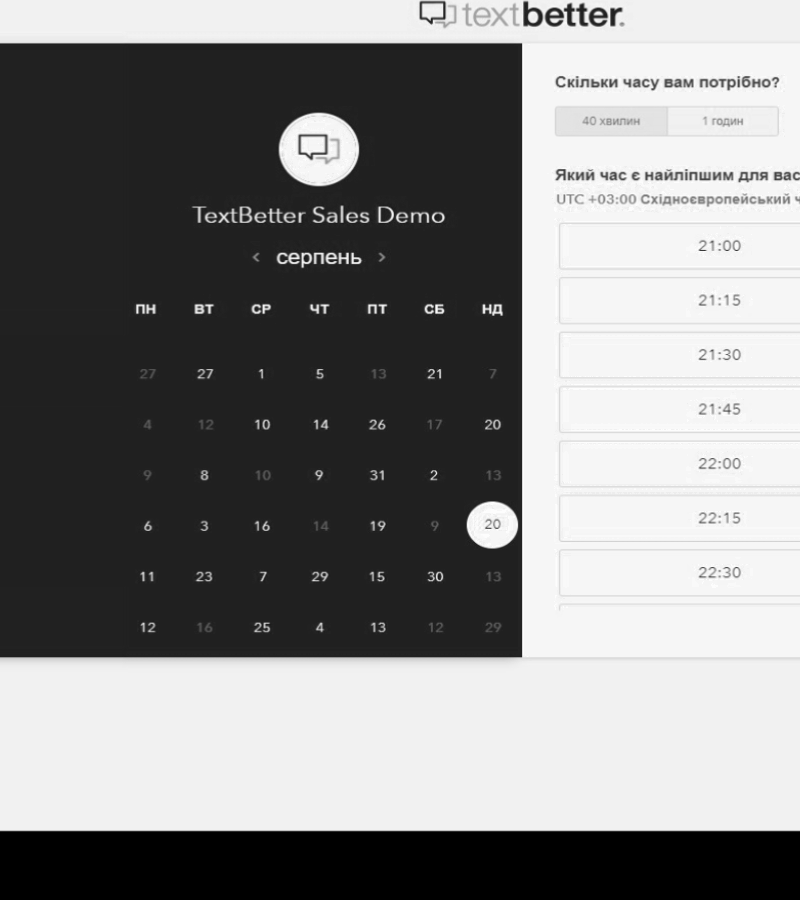 textbetter.
TextBetter Sales Demo
‹ серпень ›
ПН ВТ СР ЧТ ПТ СБ НД
27 27 1 5 13 21 7
4 12 10 14 26 17 20
9 8 10 9 31 2 13
6 3 16 14 19 9 20
11 23 7 29 15 30 13
12 16 25 4 13 12 29
Скільки часу вам потрібно?
40 хвилин 1 годин
Який час є найліпшим для вас
UTC +03:00 Східноєвропейський ч
21:00
21:15
21:30
21:45
22:00
22:15
22:30